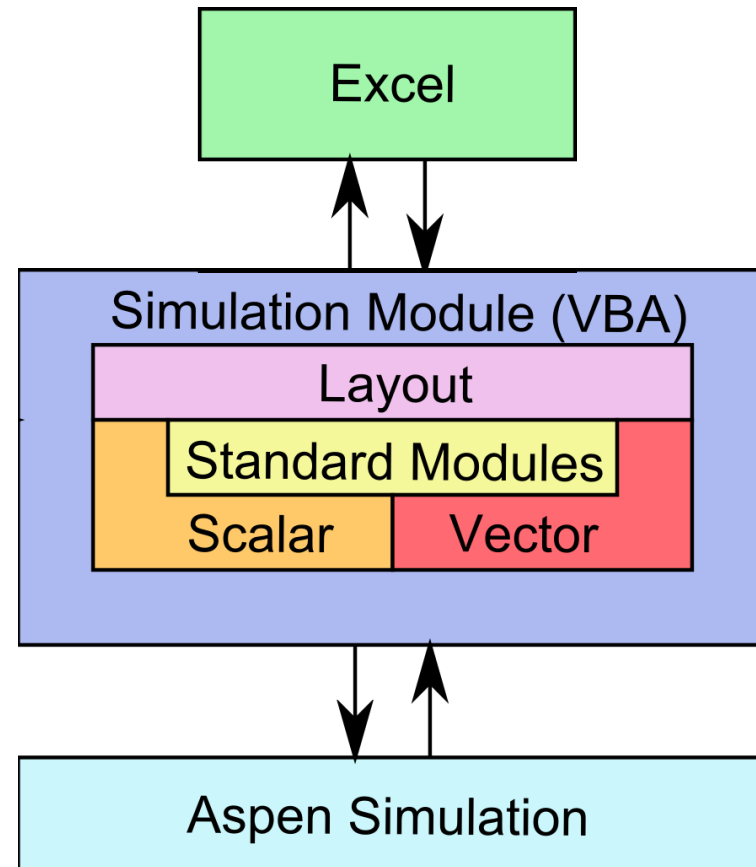 Excel
Simulation Module (VBA)
Layout
Standard Modules
Scalar
Vector
Aspen Simulation